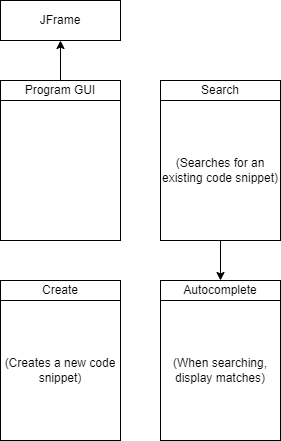 JFrame
Program GUI
Search
(Searches for an
existing code snippet)
Create
Autocomplete
(Creates a new code
snippet)
(When searching,
display matches)